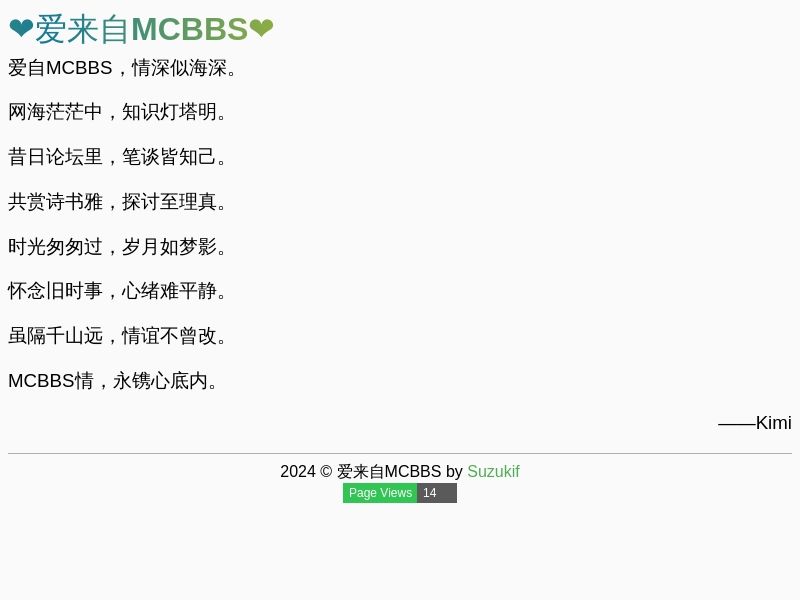 ❤爱来自MCBBS❤
爱自MCBBS，情深似海深。
网海茫茫中，知识灯塔明。
昔日论坛里，笔谈皆知己。
共赏诗书雅，探讨至理真。
时光匆匆过，岁月如梦影。
怀念旧时事，心绪难平静。
虽隔千山远，情谊不曾改。
MCBBS情，永镌心底内。
——Kimi
2024 © 爱来自MCBBS by Suzukif
Page Views 14